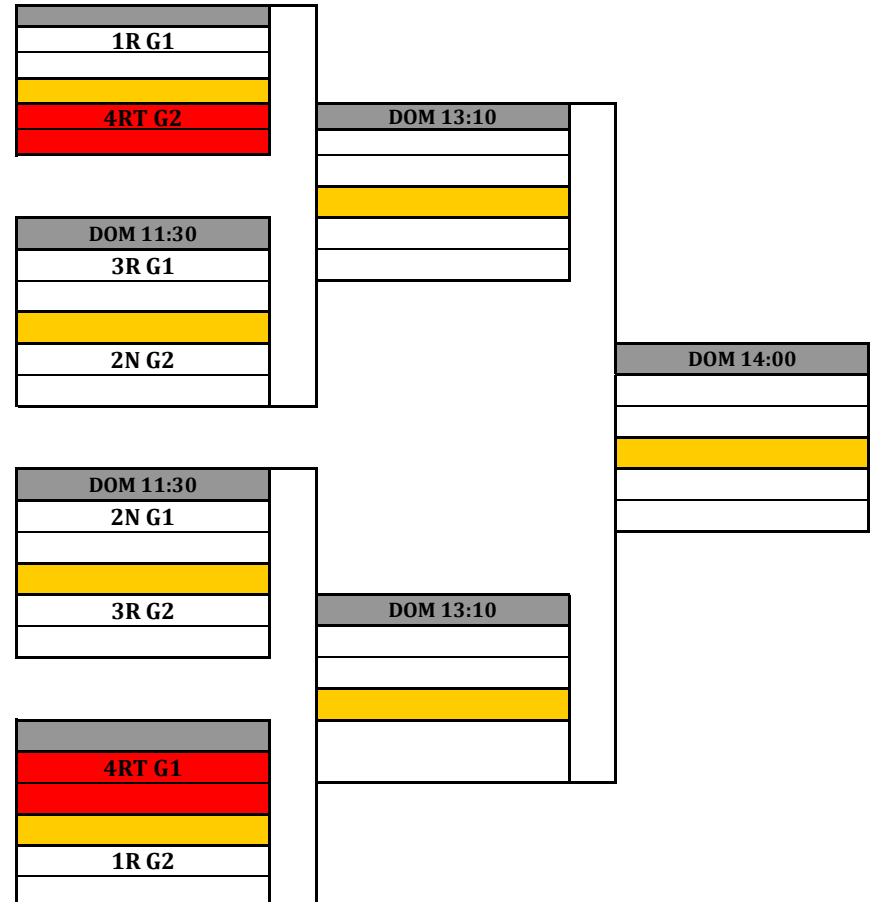 1R G1
4RT G2
DOM 13:10
DOM 11:30
3R G1
2N G2
DOM 14:00
DOM 11:30
2N G1
3R G2
DOM 13:10
4RT G1
1R G2